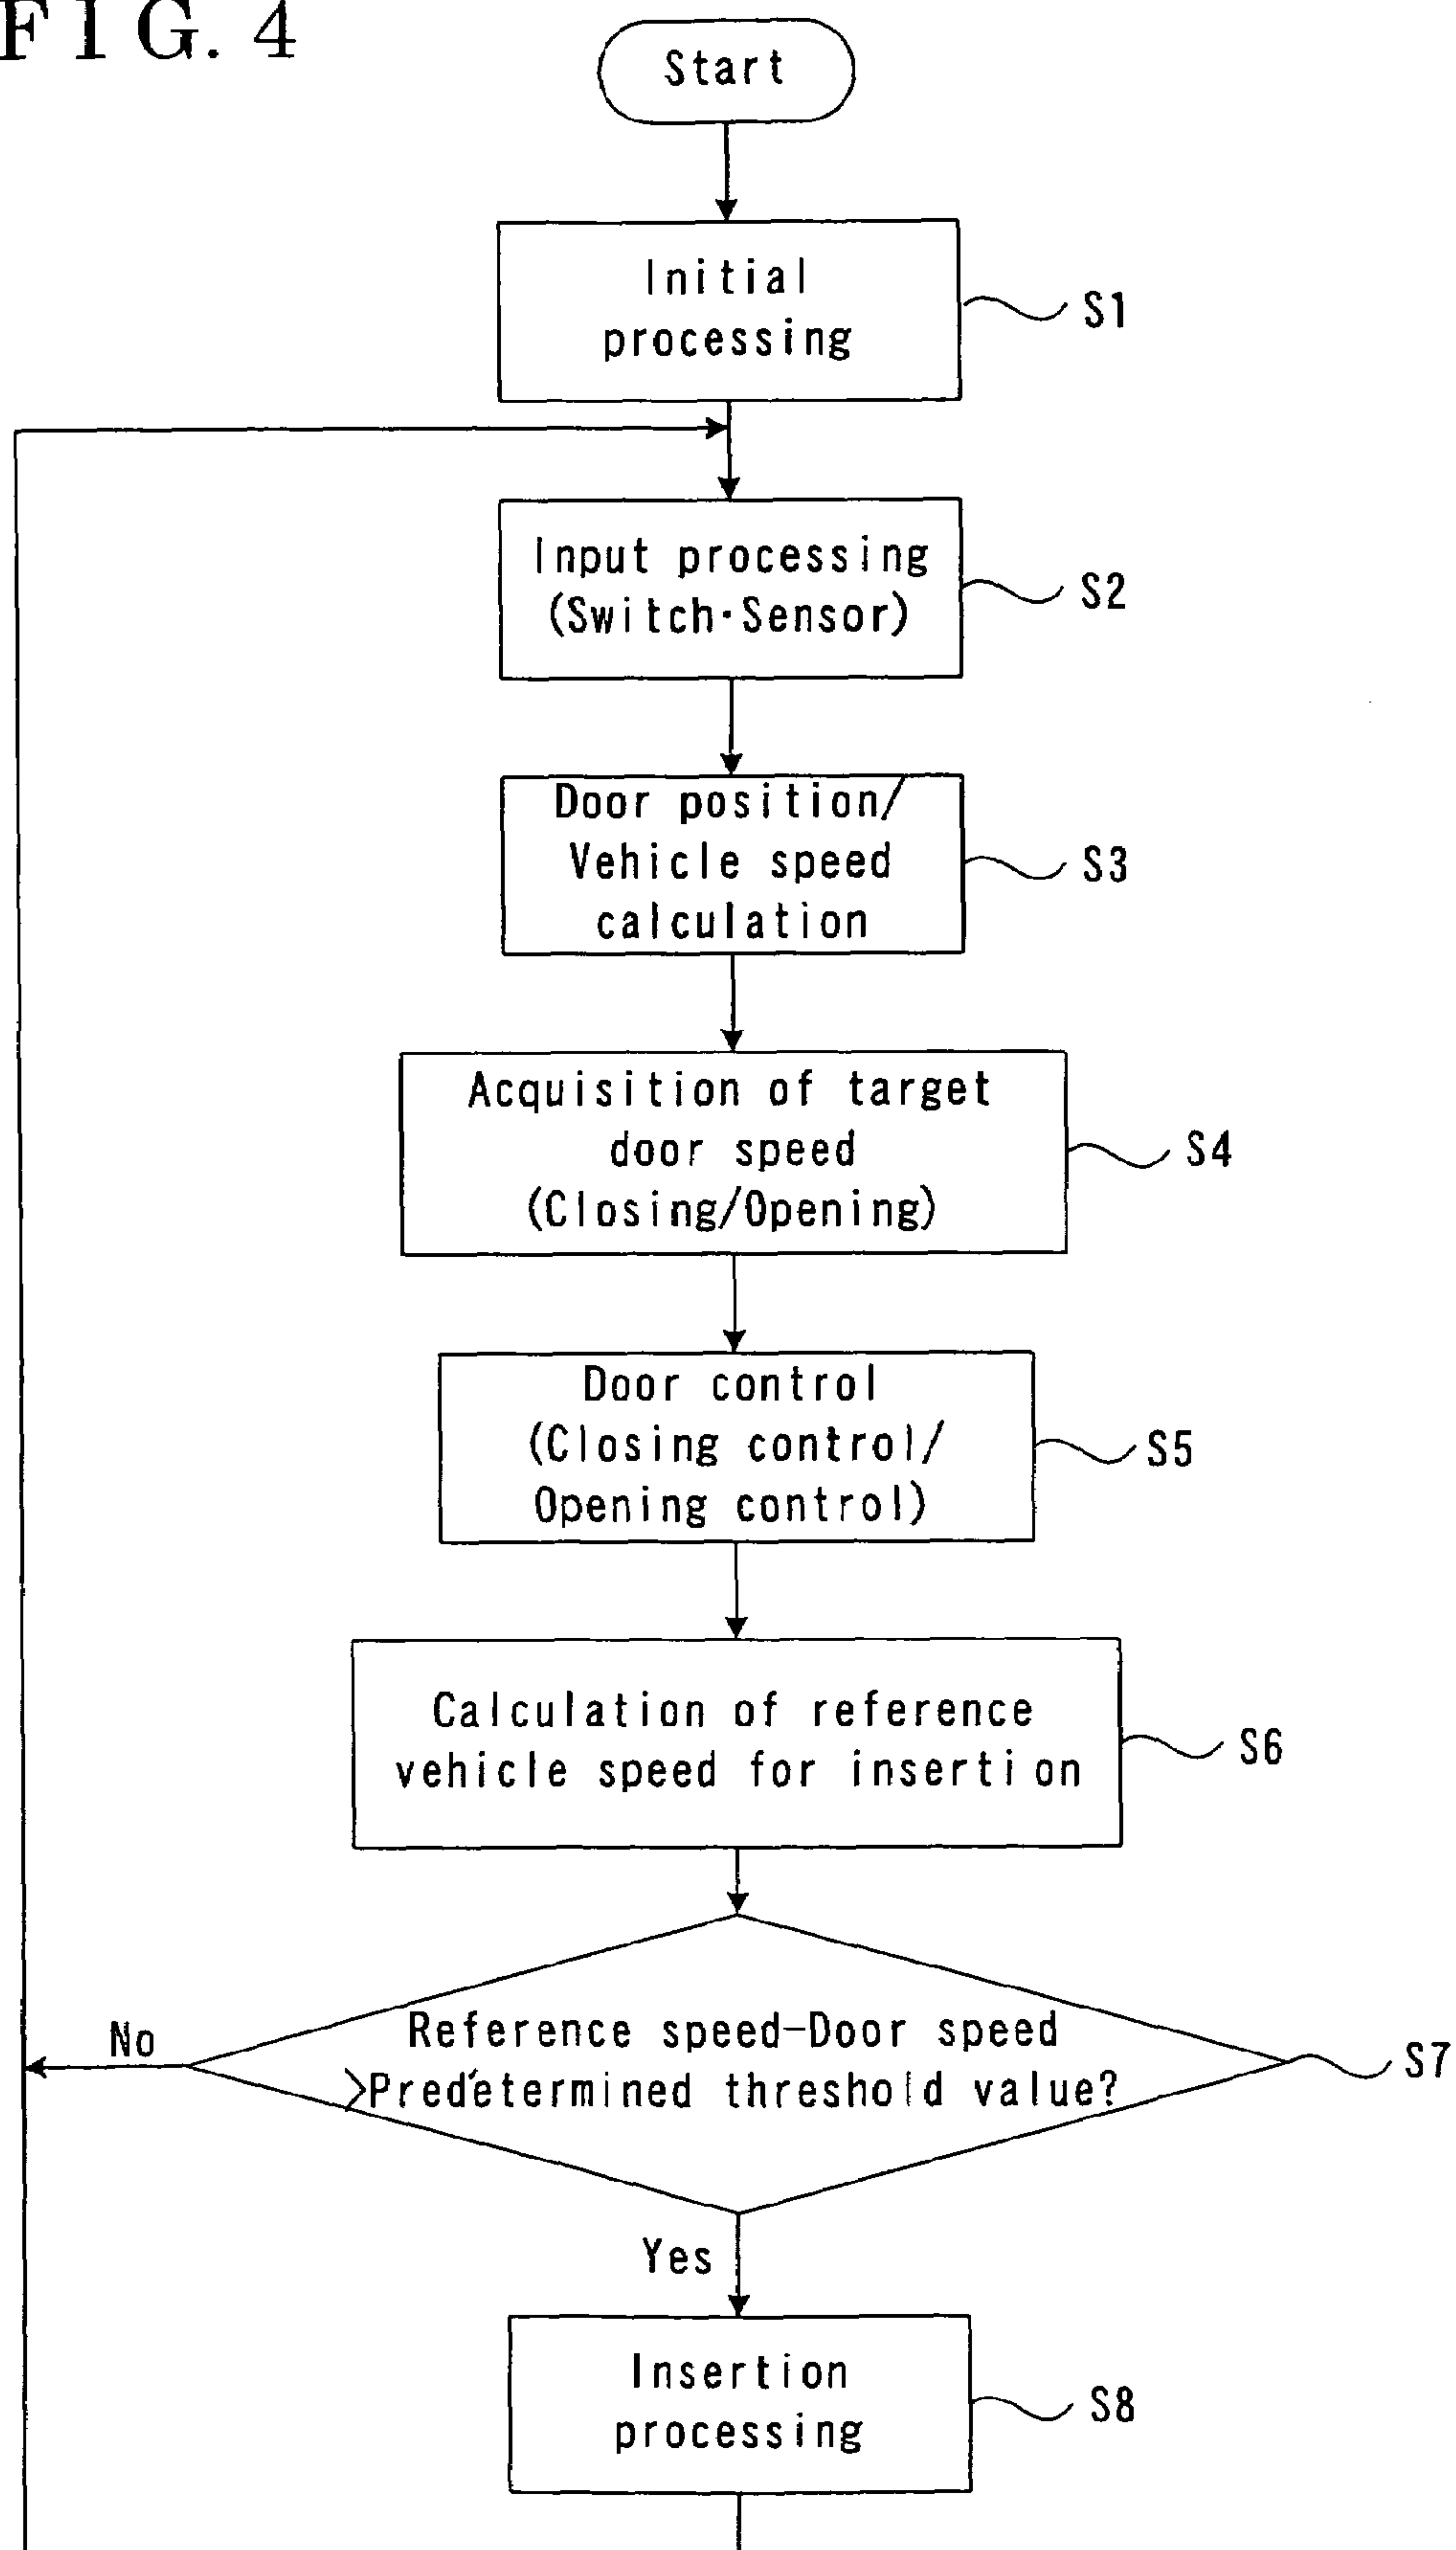 FIG. 4
Start
Initial
processing
S1
Input processing
(Switch·Sensor)
S2
Door position/
Vehicle speed
calculation
S3
Acquisition of target
door speed
(Closing/Opening)
S4
Door control
(Closing control/
Opening control)
S5
Calculation of reference
vehicle speed for insertion
S6
Reference speed-Door speed
>Predetermined threshold value?
S7
No
Yes
Insertion
processing
S8